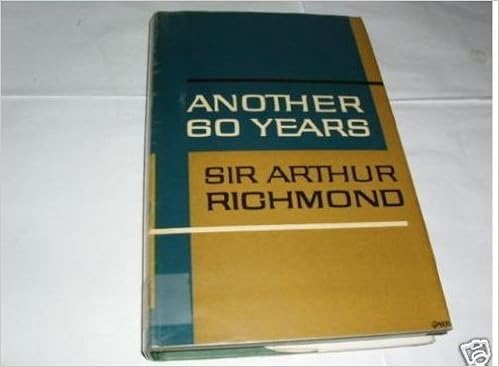 ANOTHER
60 YEARS
SIR ARTHUR
RICHMOND